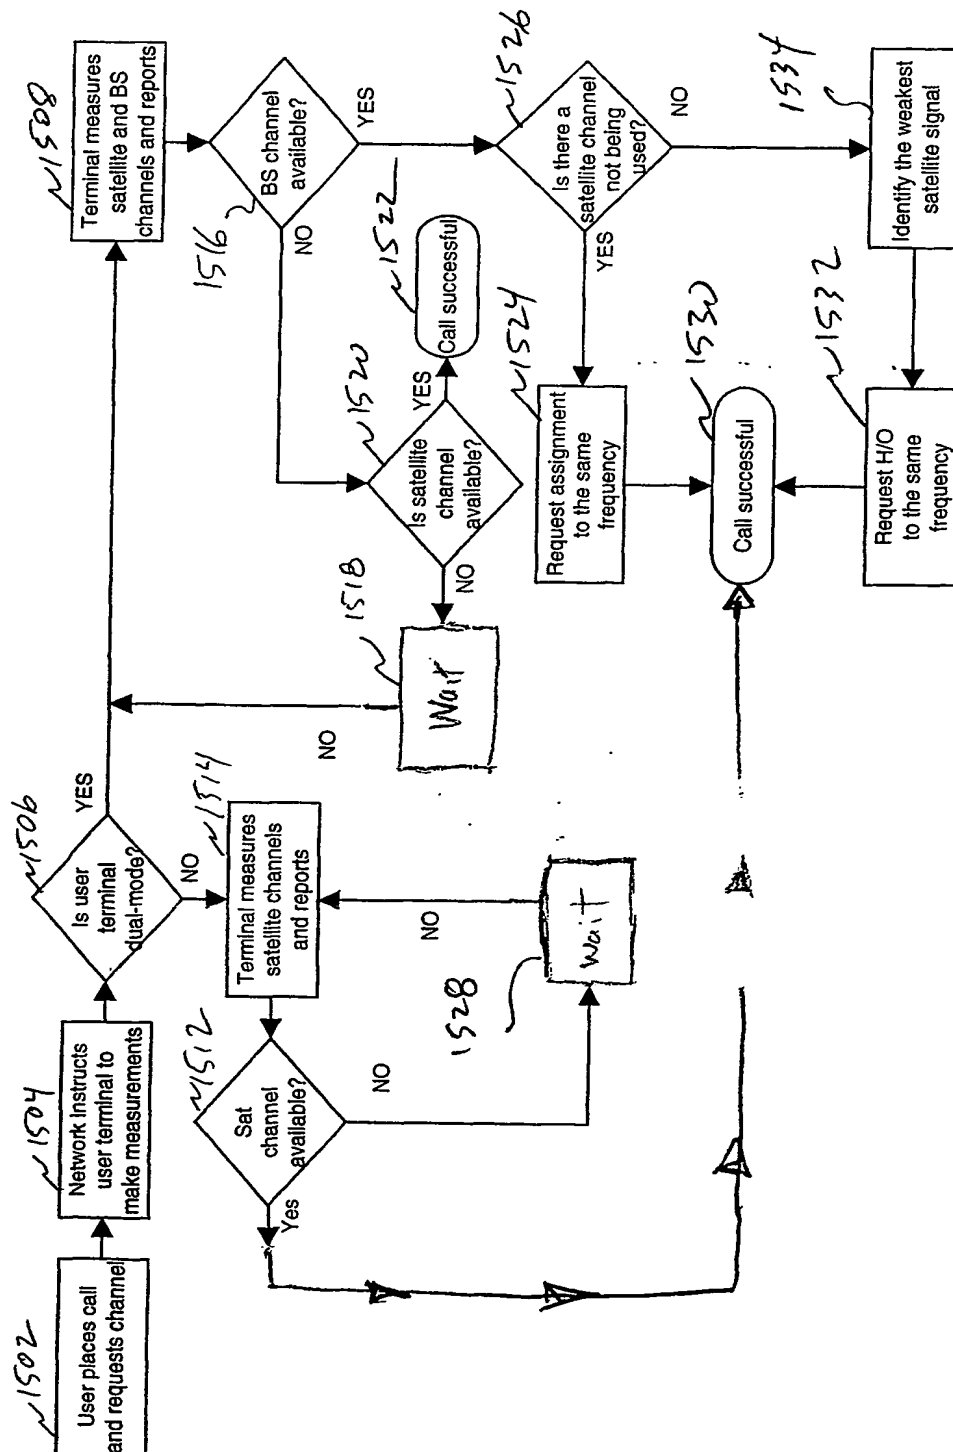 1502
User places call
and requests channel
1504
Network instructs
user terminal to
make measurements
1506
Is user
terminal
dual-mode?
YES
NO
1508
Terminal measures
satellite and BS
channels and reports
1514
Terminal measures
satellite channels
and reports
1512
Sat
channel
available?
Yes
NO
1528
Wait
NO
1516
BS channel
available?
NO
YES
1520
Is satellite
channel
available?
YES
NO
1522
Call successful
1518
Wait
NO
1526
Is there a
satellite channel
not being
used?
YES
NO
1524
Request assignment
to the same
frequency
1530
Call successful
1534
Identify the weakest
satellite signal
1532
Request H/O
to the same
frequency